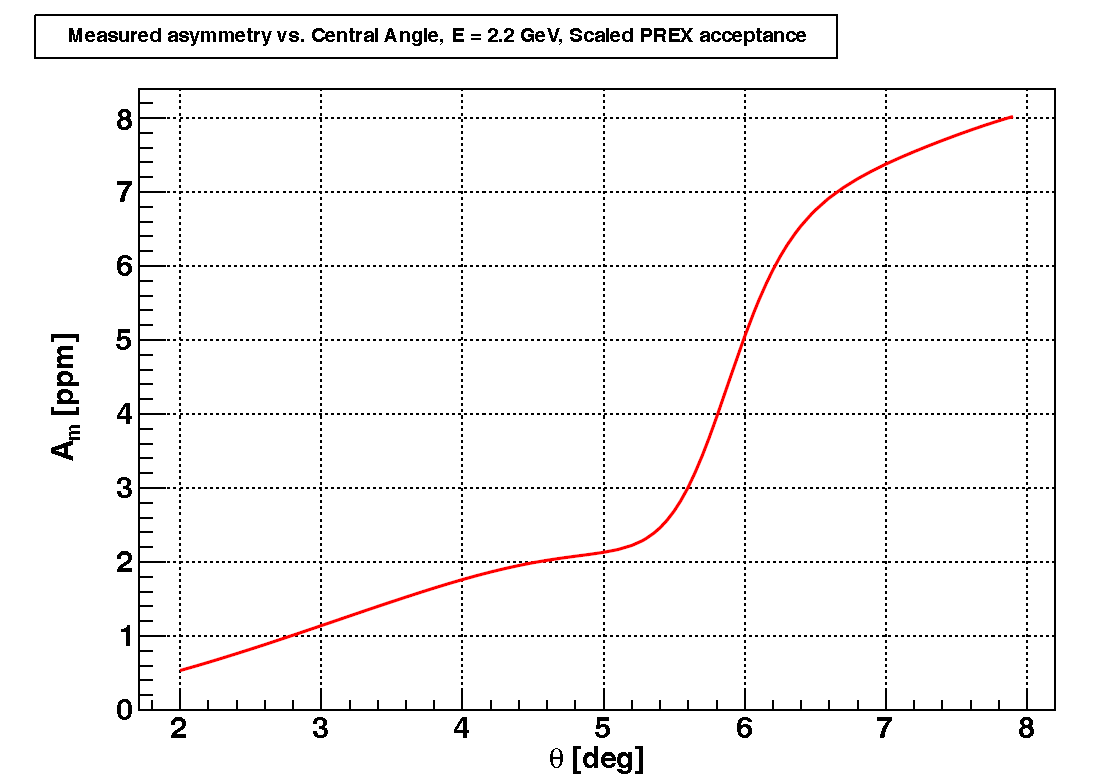 Measured asymmetry vs. Central Angle, E = 2.2 GeV, Scaled PREX acceptance
8
7
6
5
4
3
2
1
0
A_m [ppm]
2 3 4 5 6 7 8
θ [deg]